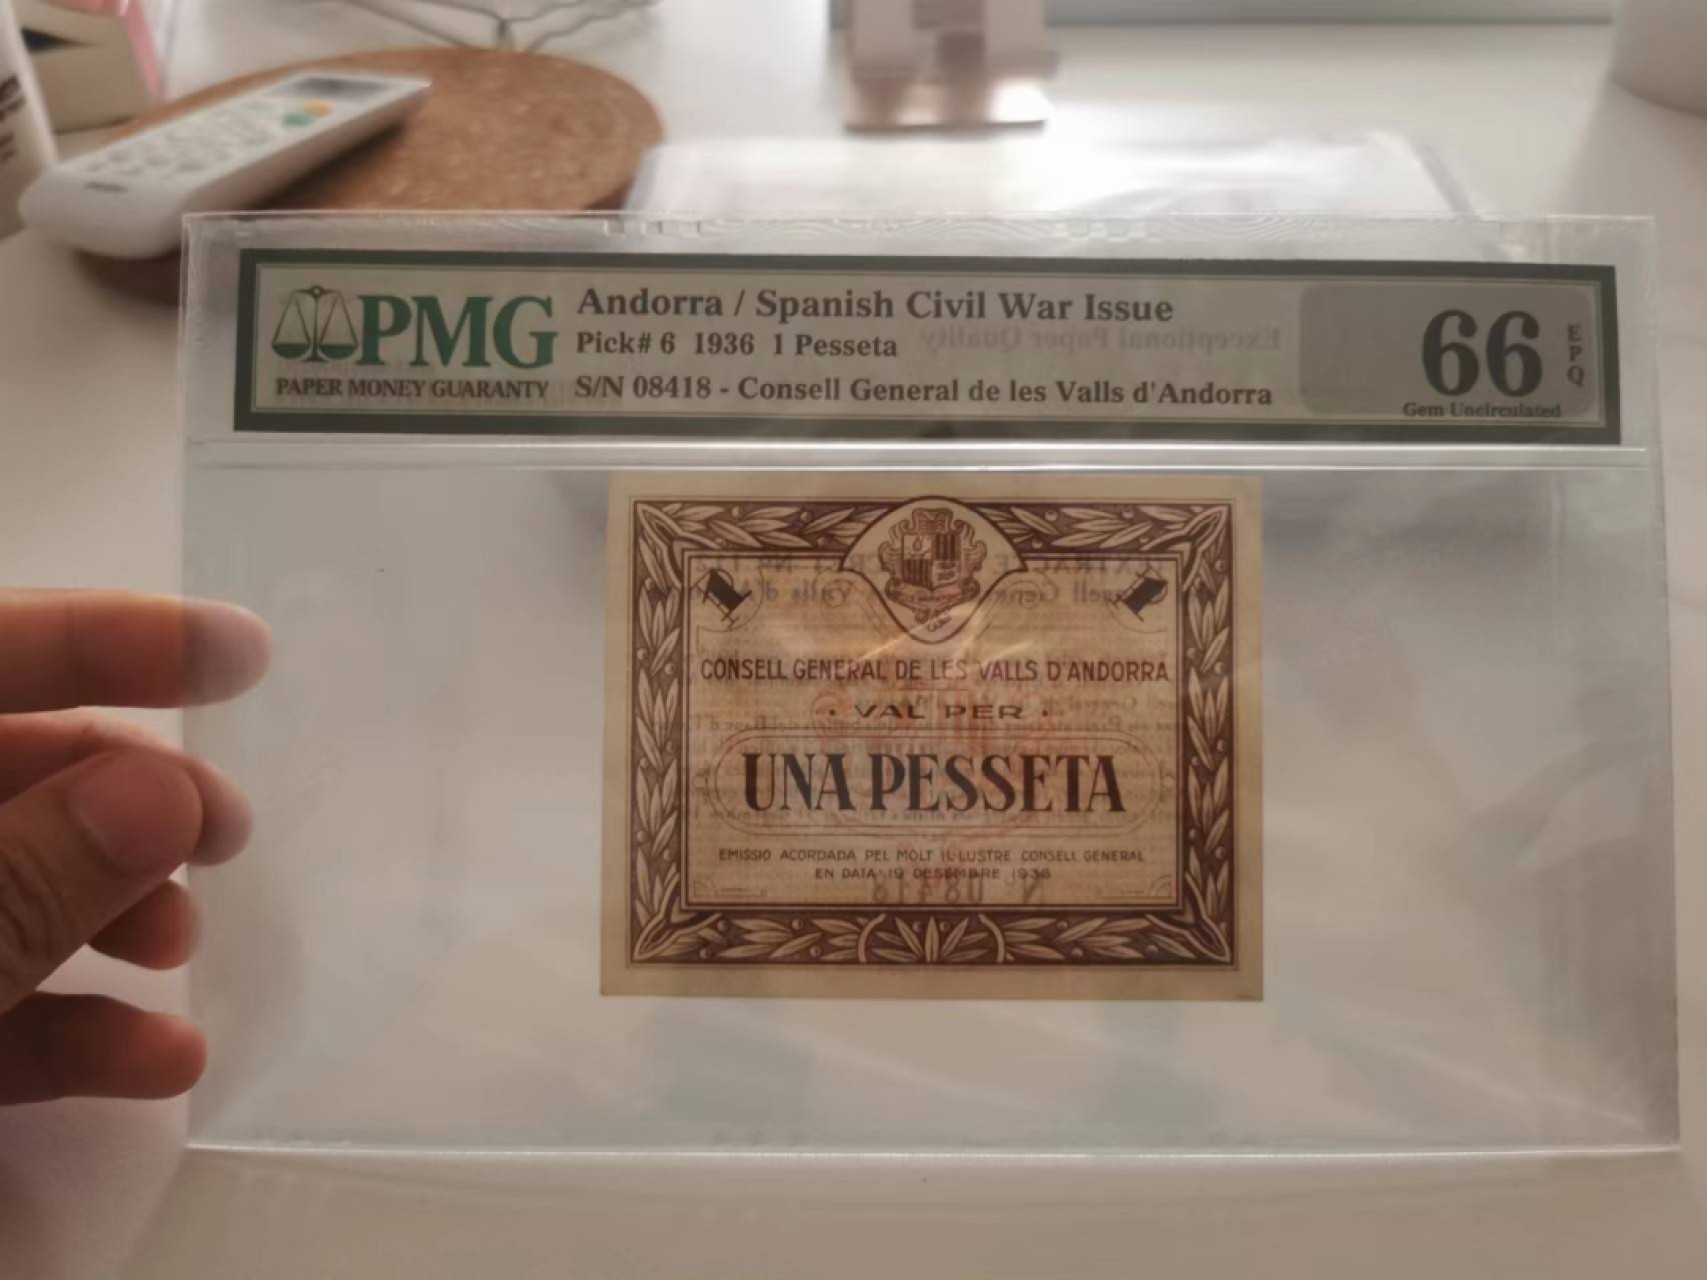 PMG
PAPER MONEY GUARANTY
Andorra / Spanish Civil War Issue
Pick# 6 1936 1 Pesseta
S/N 08418 - Consell General de les Valls d'Andorra
66
EPQ
Gem Uncirculated
Exceptional Paper Quality
CONSELL GENERAL DE LES VALLS D'ANDORRA
· VAL PER ·
UNA PESSETA
EMISSIO ACORDADA PEL MOLT IL·LUSTRE CONSELL GENERAL
EN DATA 19 DESEMBRE 1936
Nº 08418